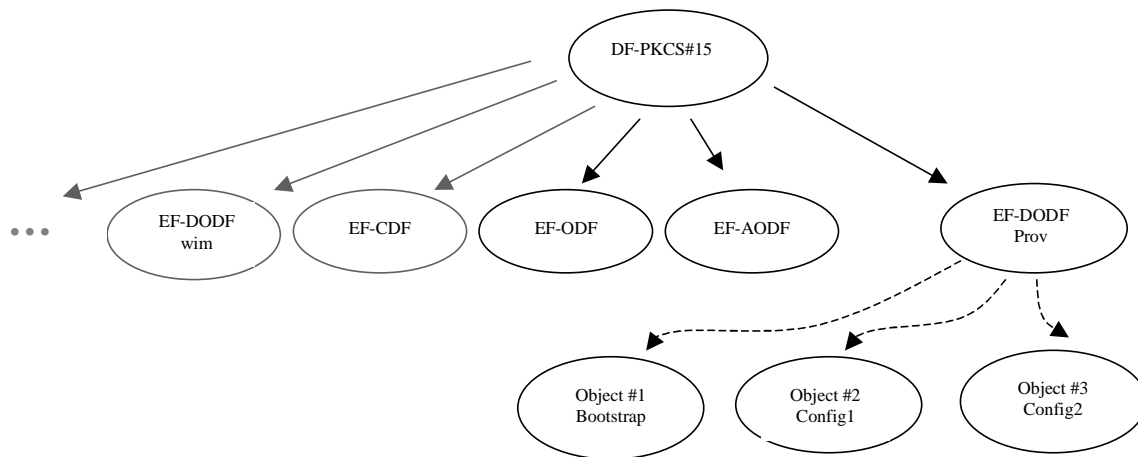 DF-PKCS#15
EF-DODF
wim
EF-CDF
EF-ODF
EF-AODF
EF-DODF
Prov
Object #1
Bootstrap
Object #2
Config1
Object #3
Config2